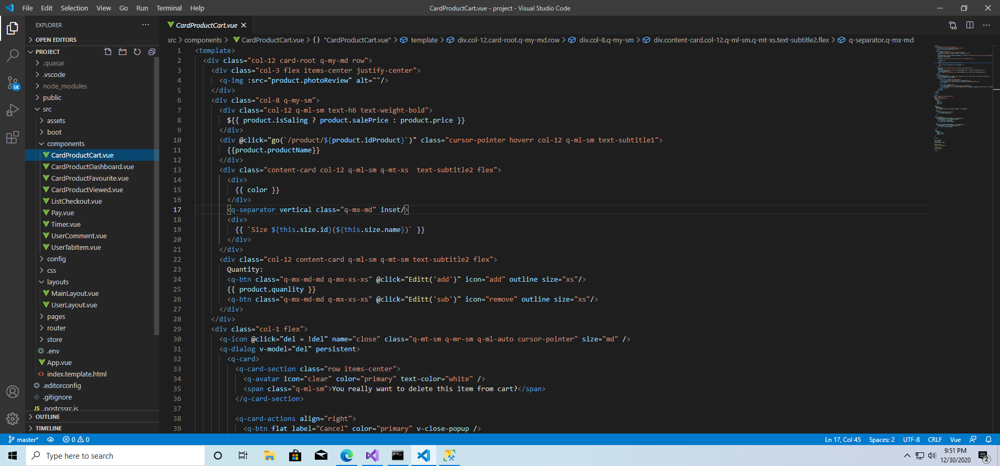 File Edit Selection View Go Run Terminal Help
CardProductCart.vue - project - Visual Studio Code
EXPLORER
OPEN EDITORS
PROJECT
.quasar
.vscode
node_modules
public
src
assets
boot
components
CardProductCart.vue
CardProductDashboard.vue
CardProductFavourite.vue
CardProductViewed.vue
ListCheckout.vue
Pay.vue
Timer.vue
UserComment.vue
UserTabItem.vue
config
css
layouts
MainLayout.vue
UserLayout.vue
pages
router
store
.env
App.vue
index.template.html
.editorconfig
.gitignore
JS .postcssrc.js
OUTLINE
TIMELINE
5K
CardProductCart.vue
src > components > CardProductCart.vue > {} "CardProductCart.vue" > template > div.col-12.card-root.q-my-md.row > div.col-8.q-my-sm > div.content-card.col-12.q-ml-sm.q-mt-xs.text-subtitle2.flex > q-separator.q-mx-md
1 <template>
2 <div class="col-12 card-root q-my-md row">
3 <div class="col-3 flex items-center justify-center">
4 <q-img :src="product.photoReview" alt=""/>
5 </div>
6 <div class="col-8 q-my-sm">
7 <div class="col-12 q-ml-sm text-h6 text-weight-bold">
8 ${{ product.isSaling ? product.salePrice : product.price }}
9 </div>
10 <div @click="go(`/product/${product.idProduct}`)" class="cursor-pointer hoverr col-12 q-ml-sm text-subtitle1">
11 {{product.productName}}
12 </div>
13 <div class="content-card col-12 q-ml-sm q-mt-xs  text-subtitle2 flex">
14 <div>
15 {{ color }}
16 </div>
17 <q-separator vertical class="q-mx-md" inset/>
18 <div>
19 {{ `Size ${this.size.id}(${this.size.name})` }}
20 </div>
21 </div>
22 <div class="col-12 content-card q-ml-sm q-mt-sm text-subtitle2 flex">
23 Quantity:
24 <q-btn class="q-mx-md-md q-mx-xs-xs" @click="Editt('add')" icon="add" outline size="xs"/>
25 {{ product.quanlity }}
26 <q-btn class="q-mx-md-md q-mx-xs-xs" @click="Editt('sub')" icon="remove" outline size="xs"/>
27 </div>
28 </div>
29 <div class="col-1 flex">
30 <q-icon @click="del = !del" name="close" class="q-mt-sm q-mr-sm q-ml-auto cursor-pointer" size="md" />
31 <q-dialog v-model="del" persistent>
32 <q-card>
33 <q-card-section class="row items-center">
34 <q-avatar icon="clear" color="primary" text-color="white" />
35 <span class="q-ml-sm">You really want to delete this item from cart?</span>
36 </q-card-section>
37
38 <q-card-actions align="right">
39 <q-btn flat label="Cancel" color="primary" v-close-popup />
master* 0 0
Ln 17, Col 45 Spaces: 2 UTF-8 CRLF Vue
Type here to search
9:51 PM
12/30/2020
2